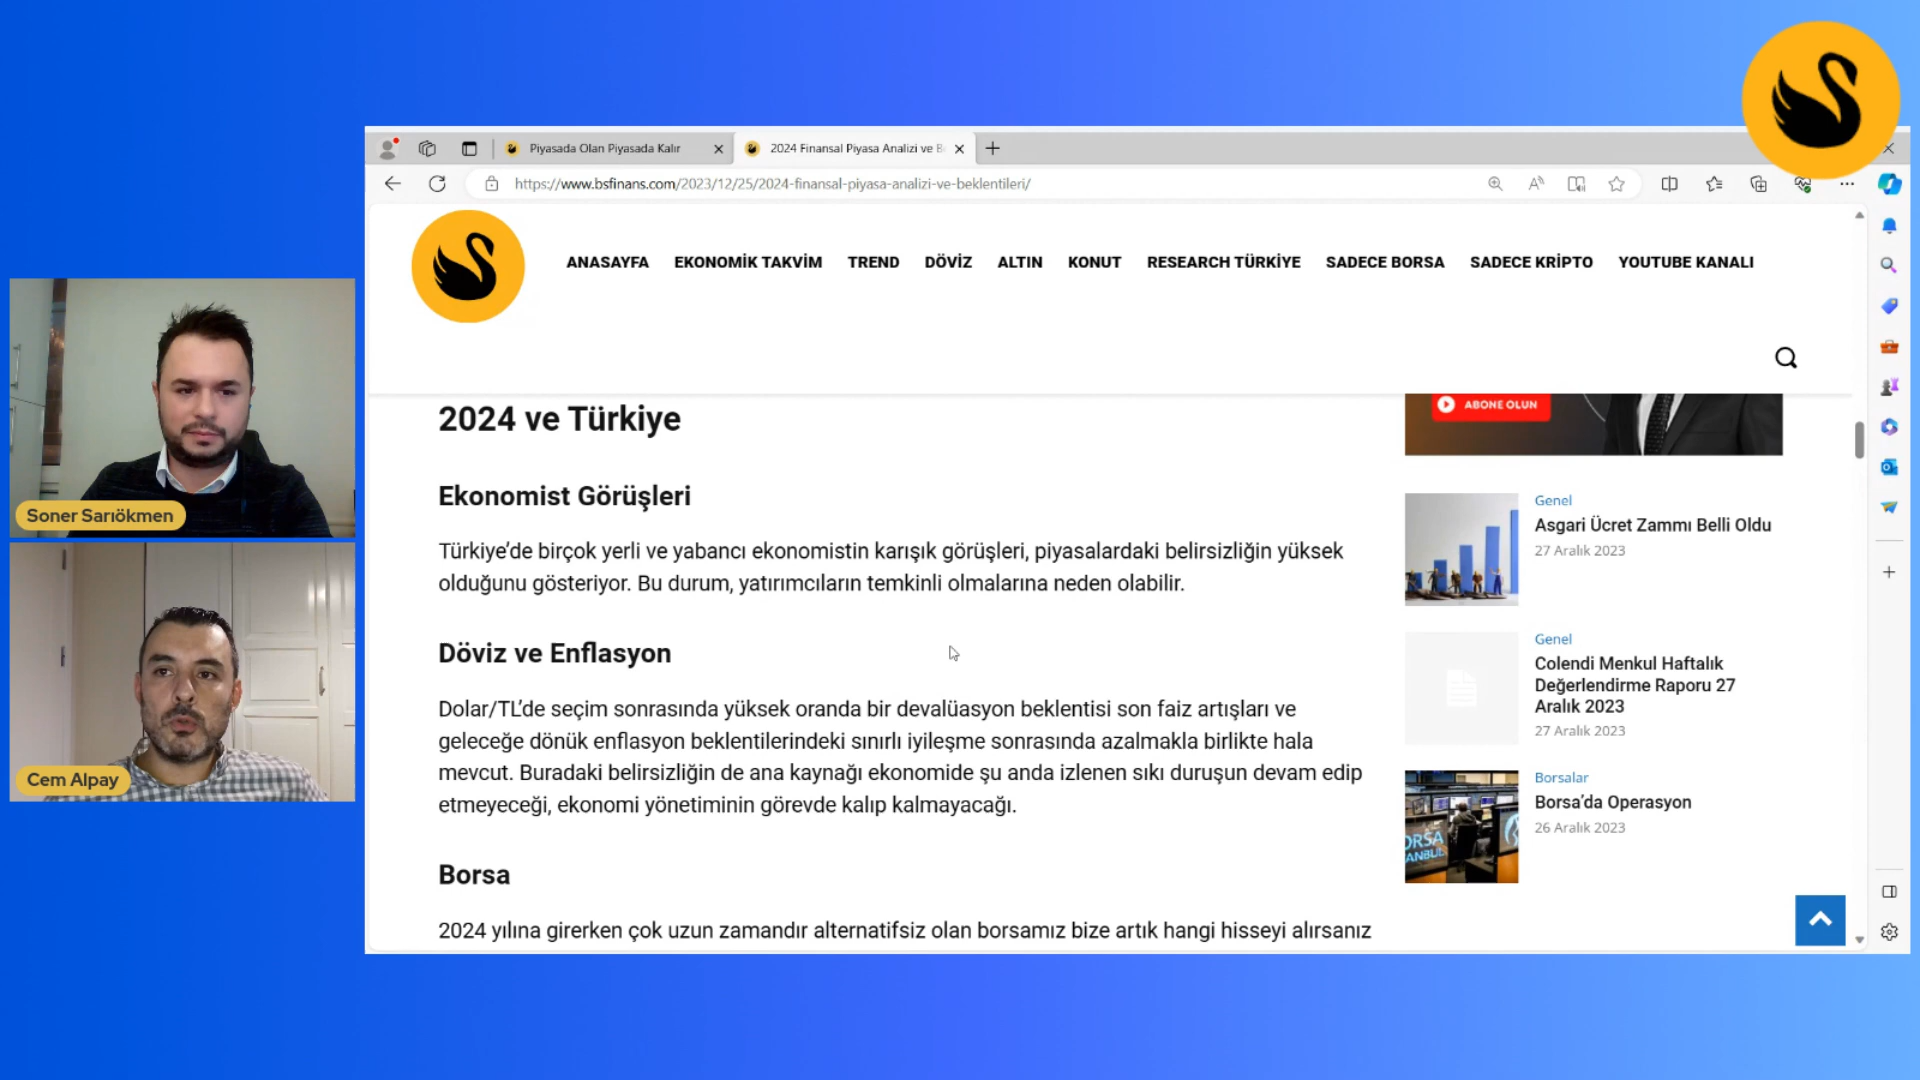 Piyasada Olan Piyasada Kalır
2024 Finansal Piyasa Analizi ve B
https://www.bsfinans.com/2023/12/25/2024-finansal-piyasa-analizi-ve-beklentileri/
ANASAYFA EKONOMİK TAKVİM TREND DÖVİZ ALTIN KONUT RESEARCH TÜRKİYE SADECE BORSA SADECE KRİPTO YOUTUBE KANALI
2024 ve Türkiye
Ekonomist Görüşleri
Türkiye’de birçok yerli ve yabancı ekonomistin karışık görüşleri, piyasalardaki belirsizliğin yüksek
olduğunu gösteriyor. Bu durum, yatırımcıların temkinli olmalarına neden olabilir.
Döviz ve Enflasyon
Dolar/TL’de seçim sonrasında yüksek oranda bir devalüasyon beklentisi son faiz artışları ve
geleceğe dönük enflasyon beklentilerindeki sınırlı iyileşme sonrasında azalmakla birlikte hala
mevcut. Buradaki belirsizliğin de ana kaynağı ekonomide şu anda izlenen sıkı duruşun devam edip
etmeyeceği, ekonomi yönetiminin görevde kalıp kalmayacağı.
Borsa
2024 yılına girerken çok uzun zamandır alternatifsiz olan borsamız bize artık hangi hisseyi alırsanız
ABONE OLUN
Genel
Asgari Ücret Zammı Belli Oldu
27 Aralık 2023
Genel
Colendi Menkul Haftalık
Değerlendirme Raporu 27
Aralık 2023
27 Aralık 2023
Borsalar
Borsa’da Operasyon
26 Aralık 2023
Soner Sarıökmen
Cem Alpay